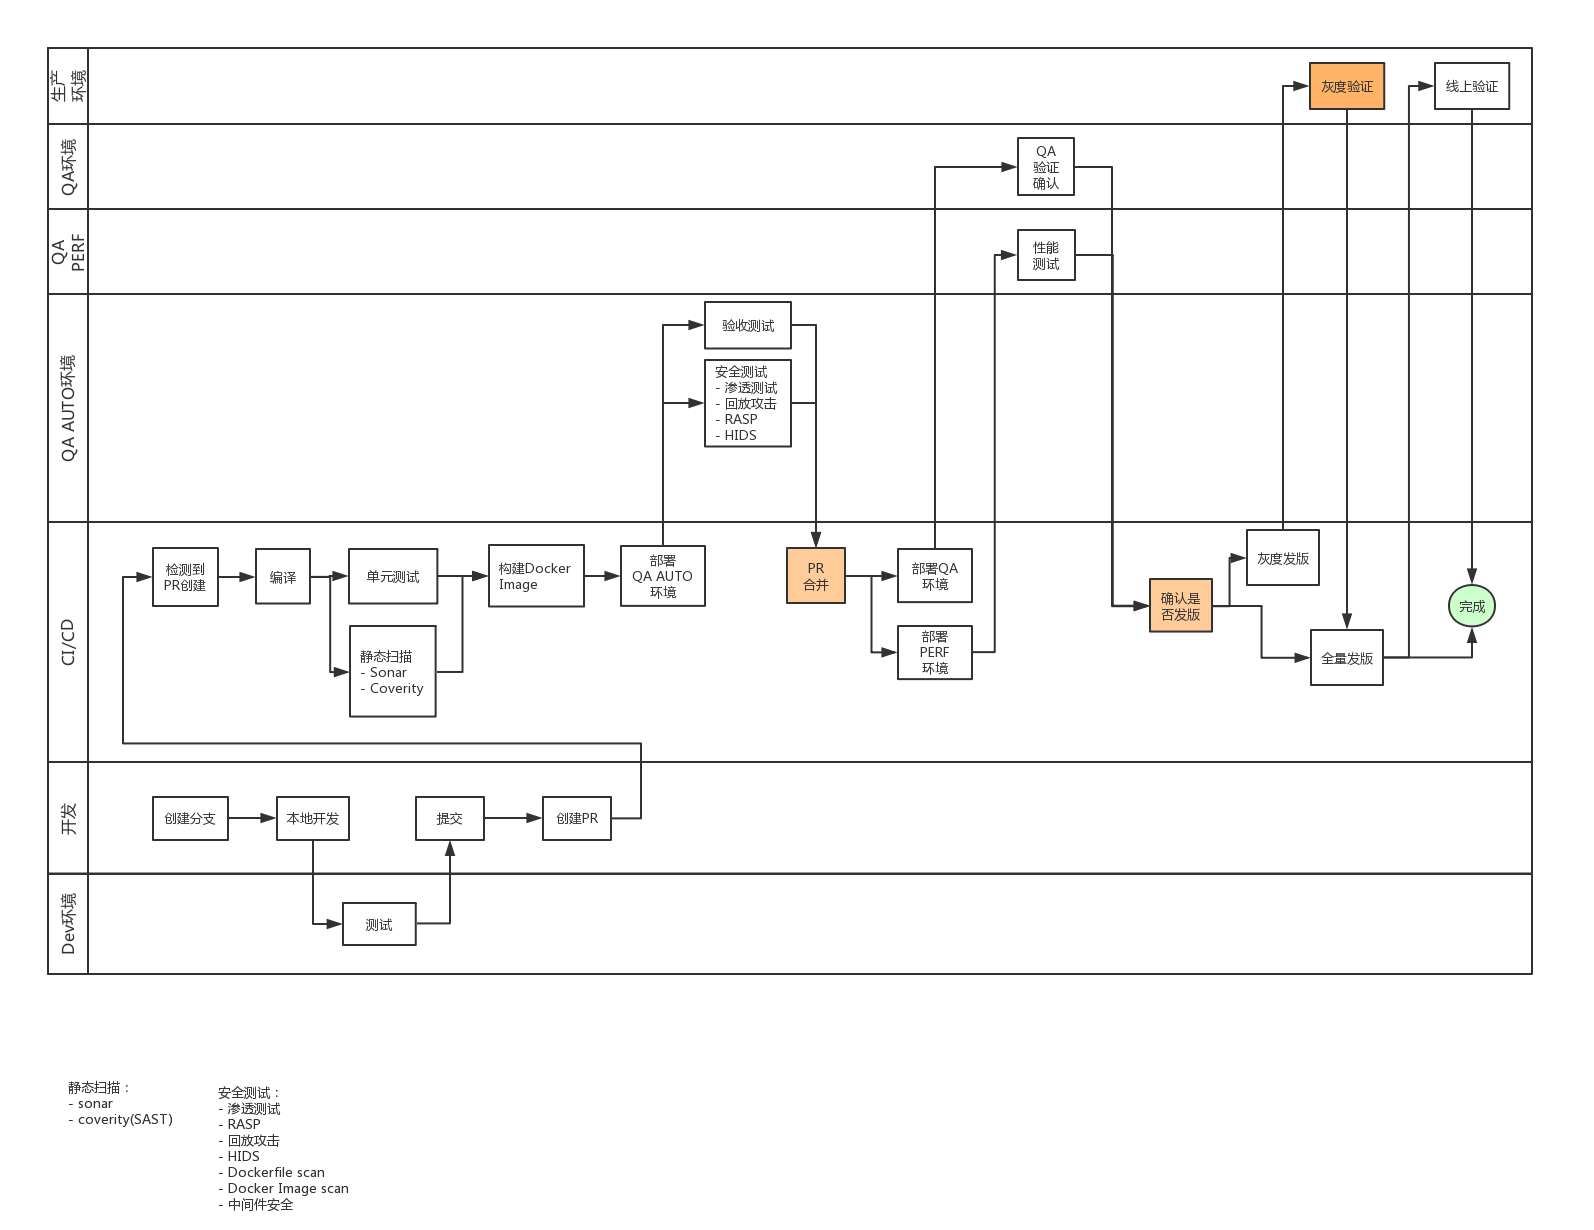 生产
环境
灰度验证
线上验证
QA环境
QA
验证
确认
QA
PERF
性能
测试
QA AUTO环境
验收测试
安全测试
- 渗透测试
- 回放攻击
- RASP
- HIDS
CI/CD
检测到
PR创建
编译
单元测试
静态扫描
- Sonar
- Coverity
构建Docker
Image
部署
QA AUTO
环境
PR
合并
部署QA
环境
部署
PERF
环境
确认是
否发版
灰度发版
全量发版
完成
开发
创建分支
本地开发
提交
创建PR
Dev环境
测试
静态扫描：
- sonar
- coverity(SAST)
安全测试：
- 渗透测试
- RASP
- 回放攻击
- HIDS
- Dockerfile scan
- Docker Image scan
- 中间件安全